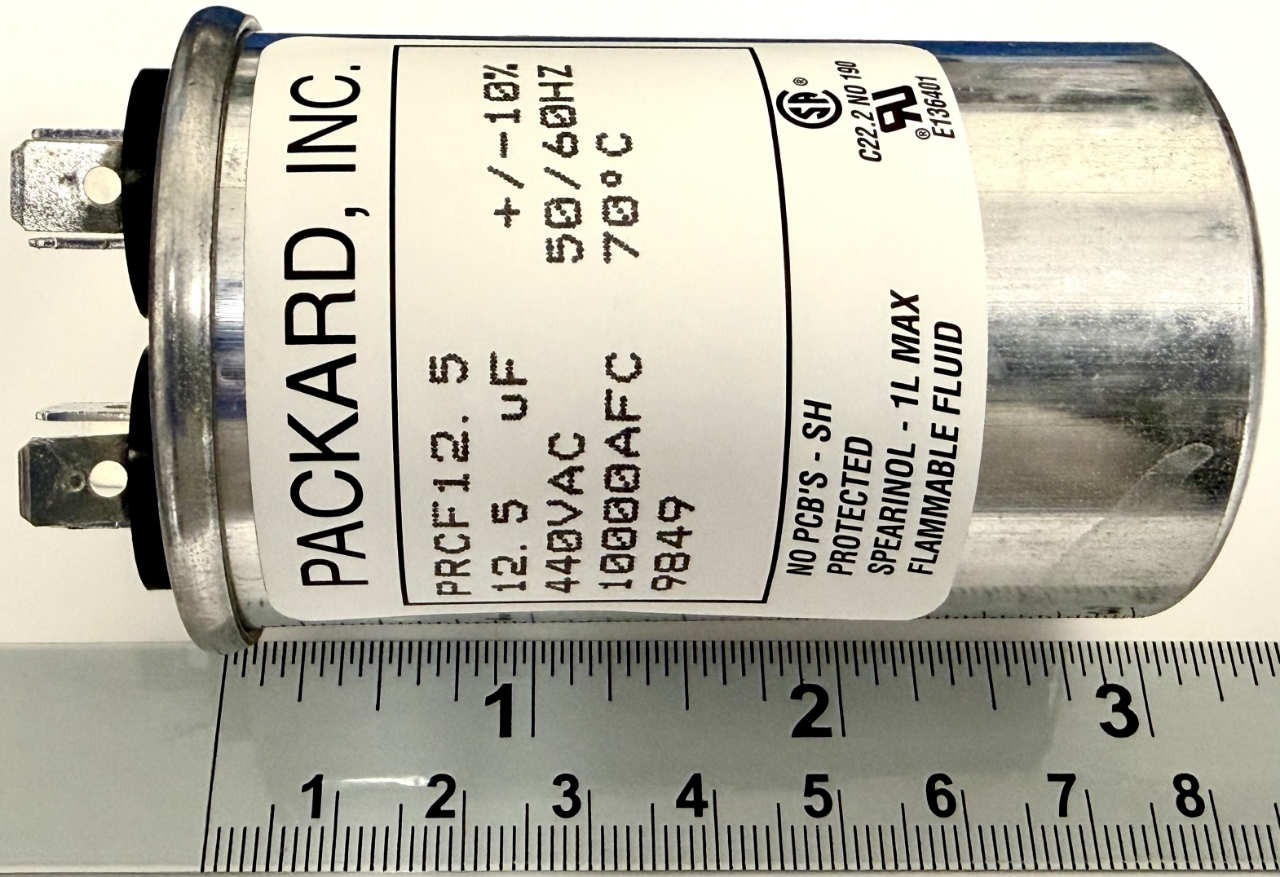 PACKARD, INC.
PRCF12.5
12.5 uF +/-10%
440VAC 50/60HZ
10000AFC 70°C
9849
NO PCB'S - SH
PROTECTED
SPEARINOL - 1L MAX
FLAMMABLE FLUID
SA®
C22.2 NO 190
RU®
E136401
1 2 3
1 2 3 4 5 6 7 8